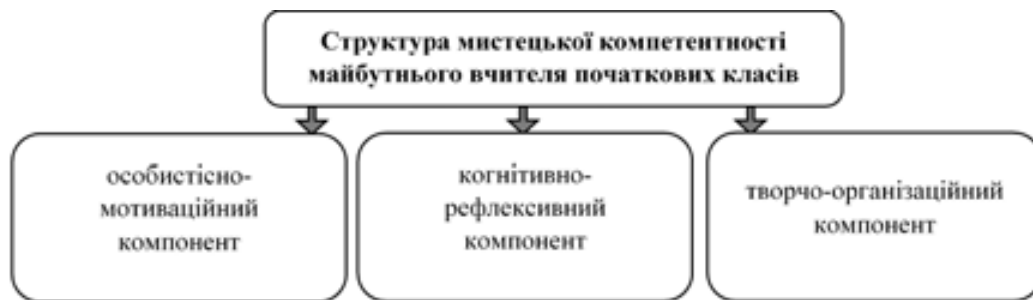 Структура мистецької компетентності
майбутнього вчителя початкових класів
особистісно-
мотиваційний
компонент
когнітивно-
рефлексивний
компонент
творчо-організаційний
компонент